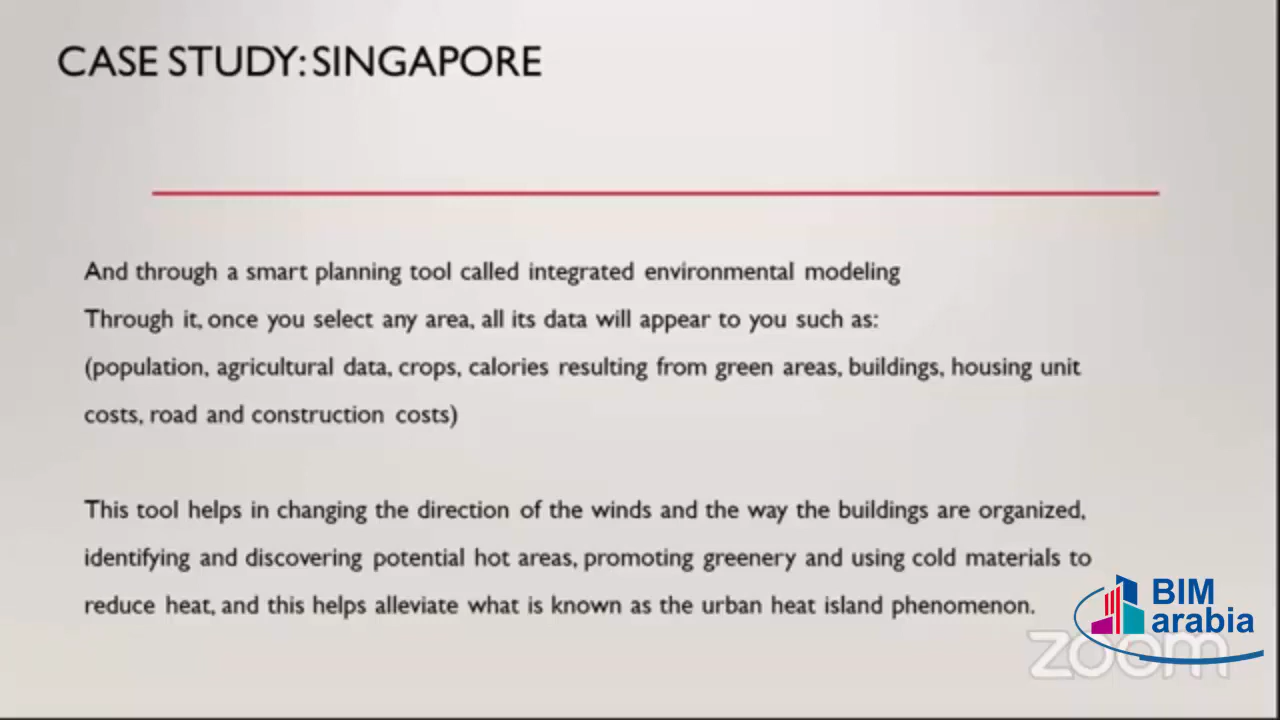 CASE STUDY: SINGAPORE
And through a smart planning tool called integrated environmental modeling
Through it, once you select any area, all its data will appear to you such as:
(population, agricultural data, crops, calories resulting from green areas, buildings, housing unit
costs, road and construction costs)
This tool helps in changing the direction of the winds and the way the buildings are organized,
identifying and discovering potential hot areas, promoting greenery and using cold materials to
reduce heat, and this helps alleviate what is known as the urban heat island phenomenon.
BIM
arabia
zoom